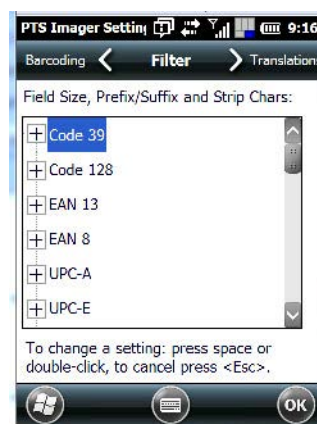 PTS Imager Settin 9:16
Barcoding Filter Translation
Field Size, Prefix/Suffix and Strip Chars:
Code 39
Code 128
EAN 13
EAN 8
UPC-A
UPC-E
To change a setting: press space or
double-click, to cancel press <Esc>.
OK